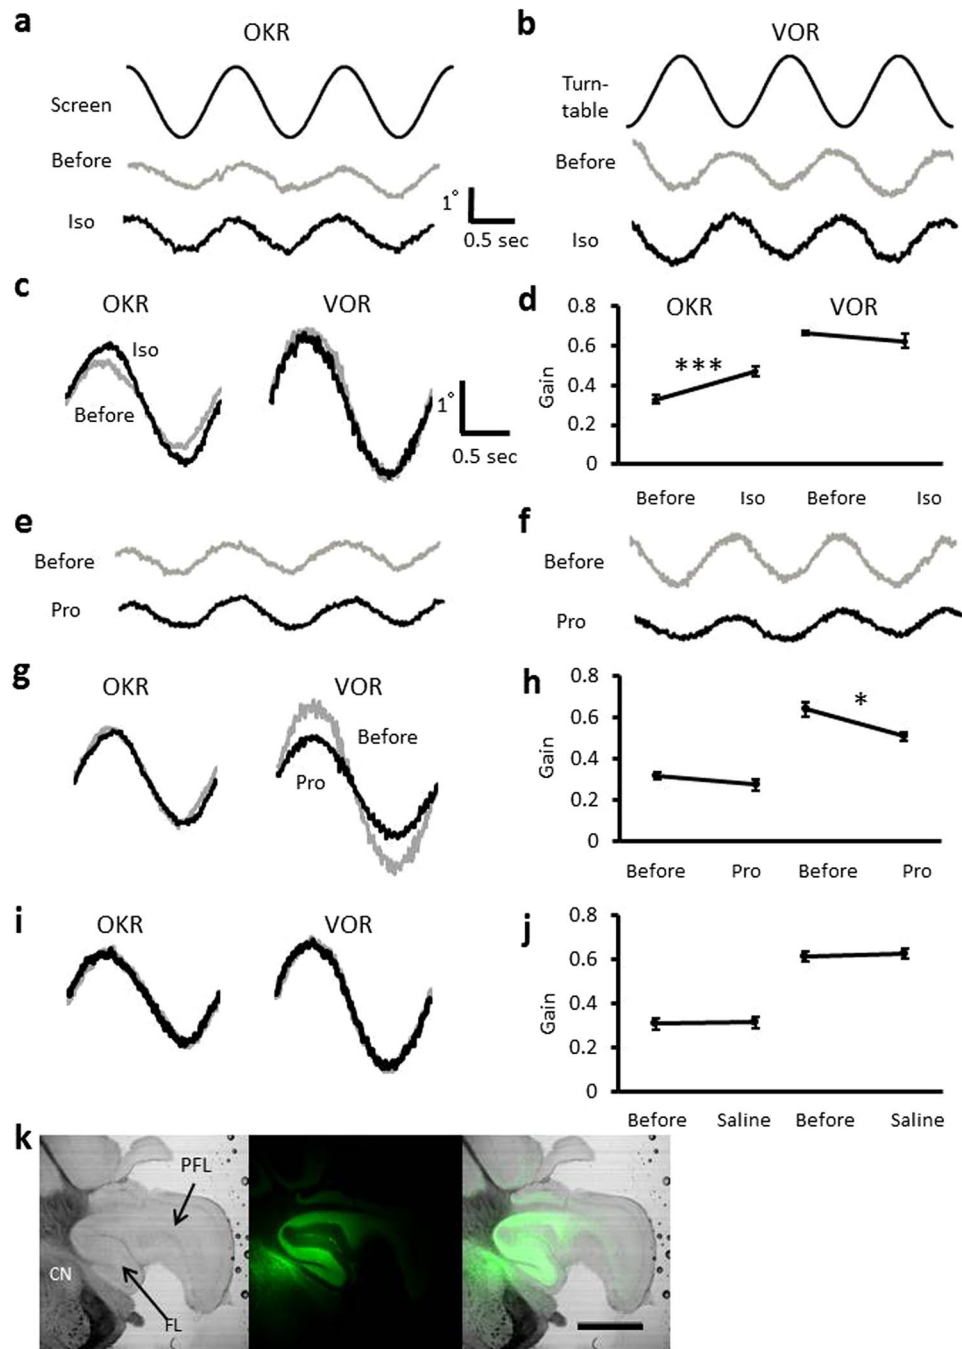 a
OKR
Screen
Before
Iso
1°
0.5 sec
b
VOR
Turn-
table
Before
Iso
c
OKR
VOR
Iso
Before
1°
0.5 sec
d
OKR
VOR
***
Gain
0.8
0.6
0.4
0.2
0
Before
Iso
Before
Iso
e
Before
Pro
f
Before
Pro
g
OKR
VOR
Before
Pro
h
*
Gain
0.8
0.6
0.4
0.2
0
Before
Pro
Before
Pro
i
OKR
VOR
j
Gain
0.8
0.6
0.4
0.2
0
Before
Saline
Before
Saline
k
PFL
CN
FL